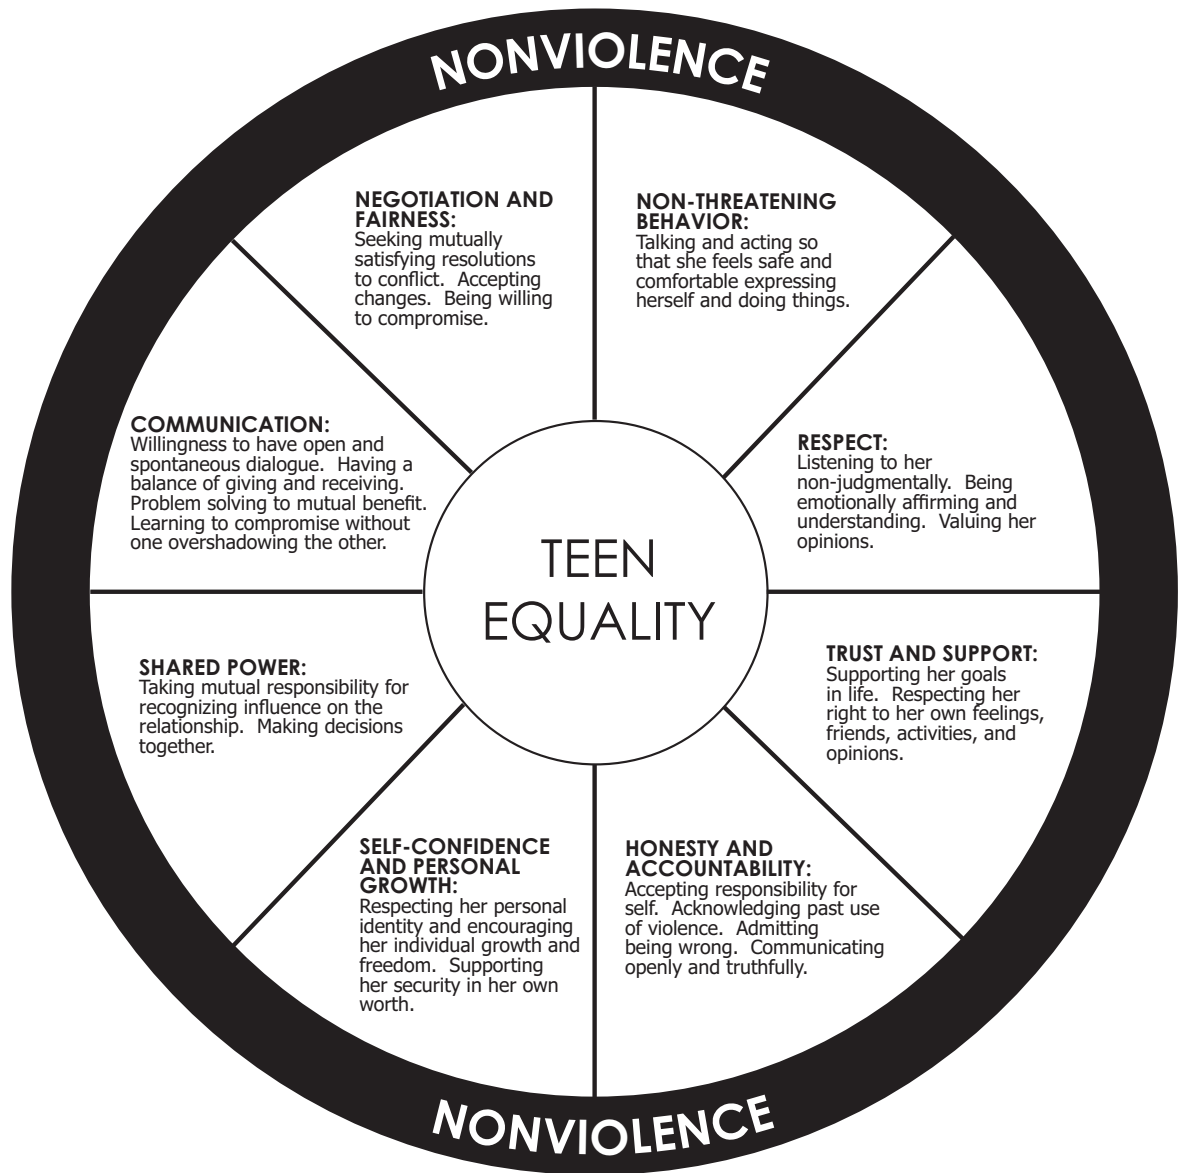 NONVIOLENCE
NEGOTIATION AND
FAIRNESS:
Seeking mutually
satisfying resolutions
to conflict.  Accepting
changes.  Being willing
to compromise.
NON-THREATENING
BEHAVIOR:
Talking and acting so
that she feels safe and
comfortable expressing
herself and doing things.
COMMUNICATION:
Willingness to have open and
spontaneous dialogue.  Having a
balance of giving and receiving.
Problem solving to mutual benefit.
Learning to compromise without
one overshadowing the other.
RESPECT:
Listening to her
non-judgmentally.  Being
emotionally affirming and
understanding.  Valuing her
opinions.
TEEN
EQUALITY
SHARED POWER:
Taking mutual responsibility for
recognizing influence on the
relationship.  Making decisions
together.
TRUST AND SUPPORT:
Supporting her goals
in life.  Respecting her
right to her own feelings,
friends, activities, and
opinions.
SELF-CONFIDENCE
AND PERSONAL
GROWTH:
Respecting her personal
identity and encouraging
her individual growth and
freedom.  Supporting
her security in her own
worth.
HONESTY AND
ACCOUNTABILITY:
Accepting responsibility for
self.  Acknowledging past use
of violence.  Admitting
being wrong.  Communicating
openly and truthfully.
NONVIOLENCE